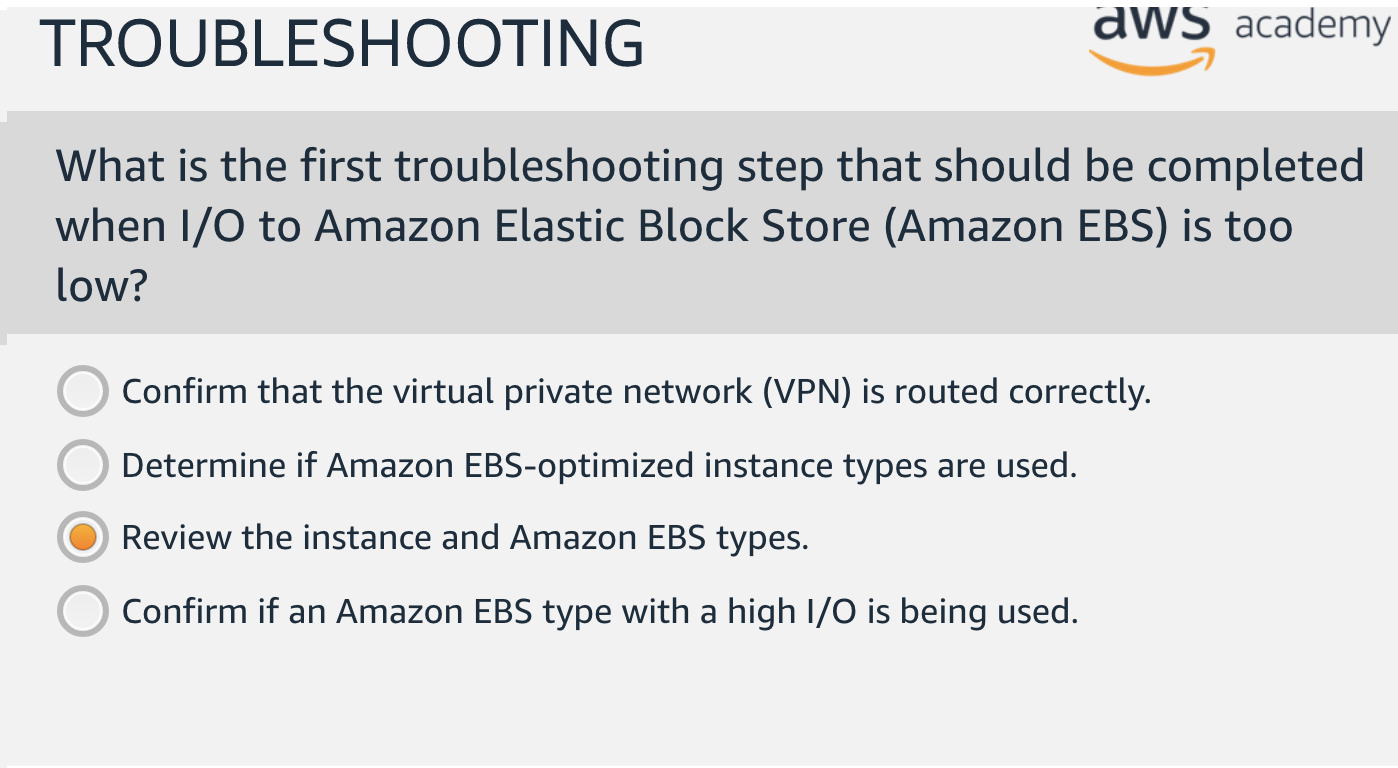 TROUBLESHOOTING
aws academy
What is the first troubleshooting step that should be completed
when I/O to Amazon Elastic Block Store (Amazon EBS) is too
low?
Confirm that the virtual private network (VPN) is routed correctly.
Determine if Amazon EBS-optimized instance types are used.
Review the instance and Amazon EBS types.
Confirm if an Amazon EBS type with a high I/O is being used.